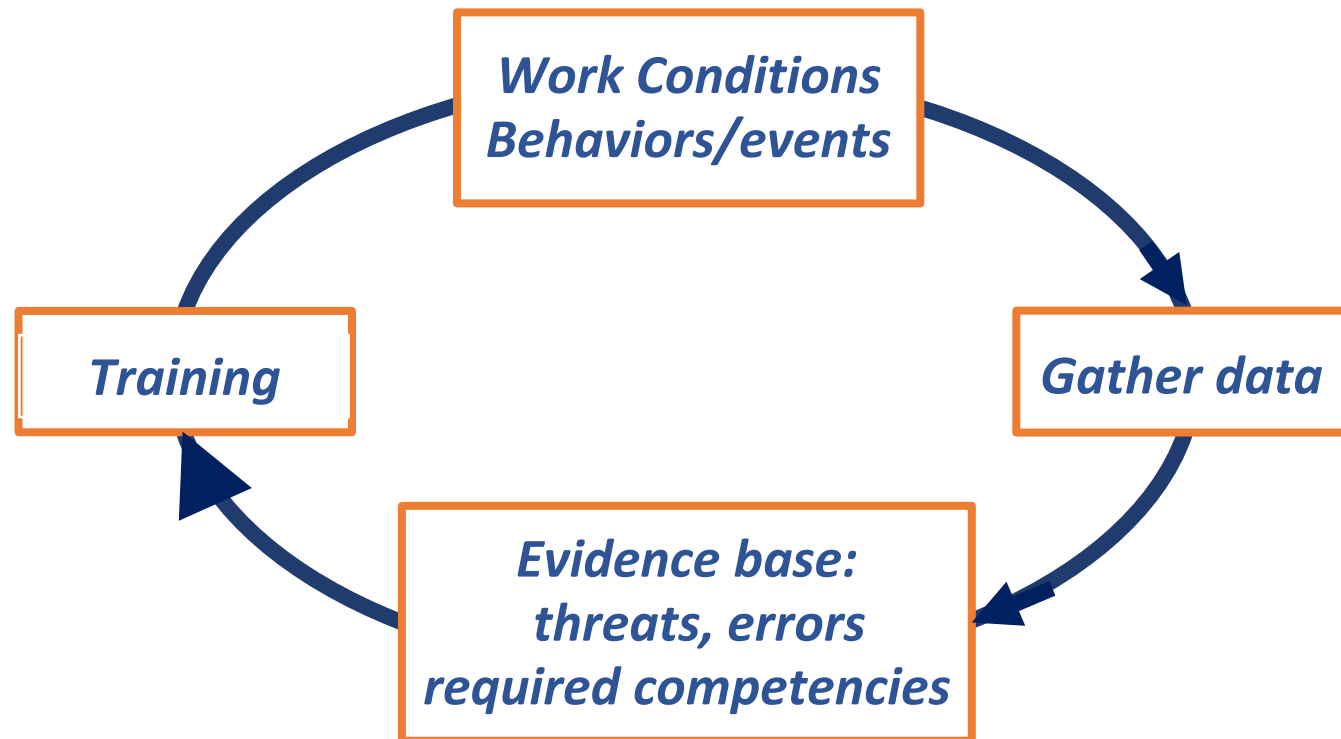 Work Conditions
Behaviors/events
Training
Gather data
Evidence base:
threats, errors
required competencies